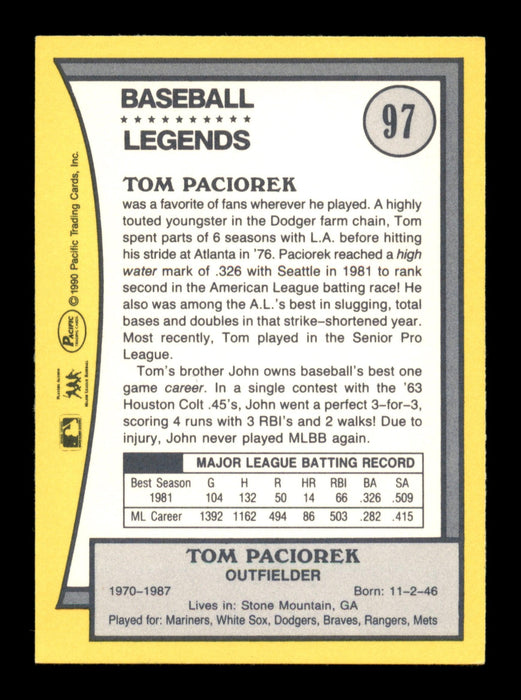 BASEBALL
LEGENDS
97
TOM PACIOREK
was a favorite of fans wherever he played. A highly
touted youngster in the Dodger farm chain, Tom
spent parts of 6 seasons with L.A. before hitting
his stride at Atlanta in '76. Paciorek reached a high
water mark of .326 with Seattle in 1981 to rank
second in the American League batting race! He
also was among the A.L.'s best in slugging, total
bases and doubles in that strike-shortened year.
Most recently, Tom played in the Senior Pro
League.
Tom's brother John owns baseball's best one
game career. In a single contest with the '63
Houston Colt .45's, John went a perfect 3-for-3,
scoring 4 runs with 3 RBI's and 2 walks! Due to
injury, John never played MLBB again.
MAJOR LEAGUE BATTING RECORD
Best Season G H R HR RBI BA SA
1981 104 132 50 14 66 .326 .509
ML Career 1392 1162 494 86 503 .282 .415
TOM PACIOREK
OUTFIELDER
1970-1987 Born: 11-2-46
Lives in: Stone Mountain, GA
Played for: Mariners, White Sox, Dodgers, Braves, Rangers, Mets
©1990 Pacific Trading Cards, Inc.
PACIFIC
TRADING CARDS
Major League Baseball